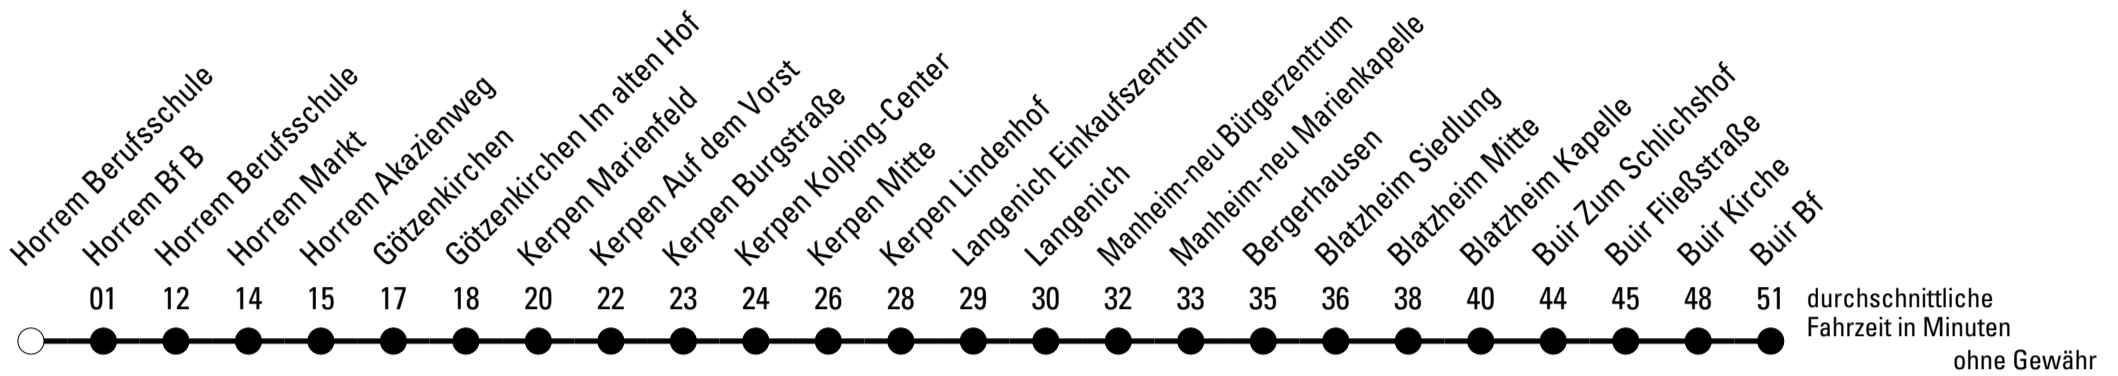 Horrem Berufsschule
Horrem Bf B
Horrem Berufsschule
Horrem Markt
Horrem Akazienweg
Götzenkirchen
Götzenkirchen Im alten Hof
Kerpen Marienfeld
Kerpen Auf dem Vorst
Kerpen Burgstraße
Kerpen Kolping-Center
Kerpen Mitte
Kerpen Lindenhof
Langenich Einkaufszentrum
Langenich
Manheim-neu Bürgerzentrum
Manheim-neu Marienkapelle
Bergerhausen
Blatzheim Siedlung
Blatzheim Mitte
Blatzheim Kapelle
Buir Zum Schlichshof
Buir Fließstraße
Buir Kirche
Buir Bf
01 12 14 15 17 18 20 22 23 24 26 28 29 30 32 33 35 36 38 40 44 45 48 51
durchschnittliche
Fahrzeit in Minuten
ohne Gewähr